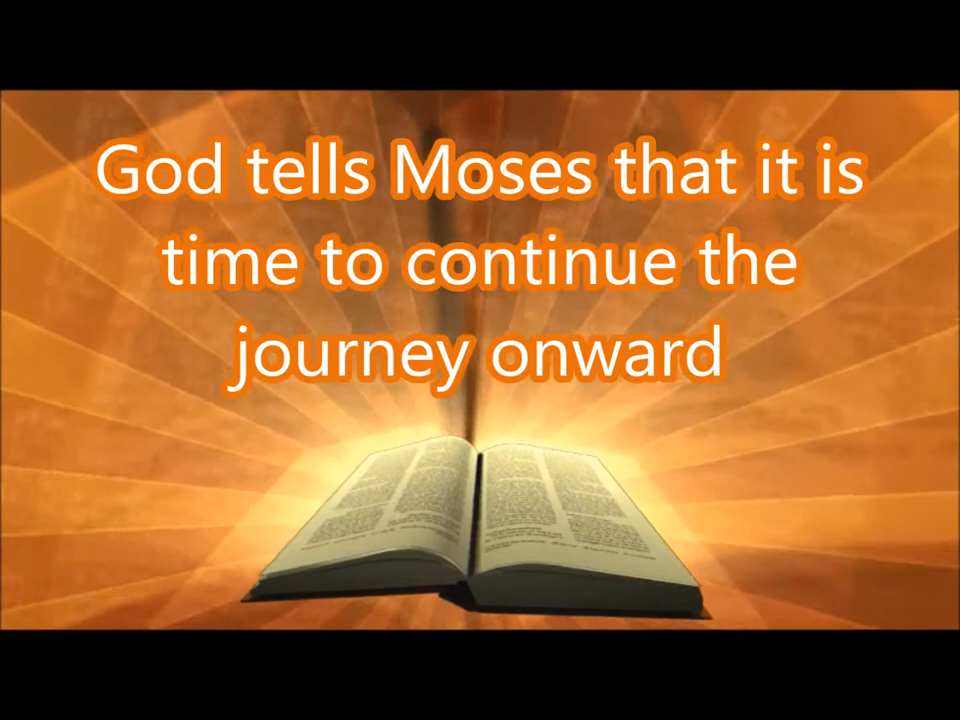 God tells Moses that it is
time to continue the
journey onward